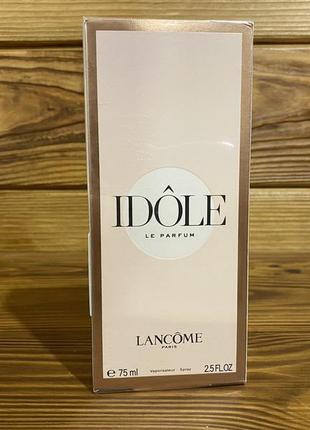 IDÔLE
LE PARFUM
LANCÔME
PARIS
e 75 ml Vaporisateur - Spray 2.5 FL.OZ